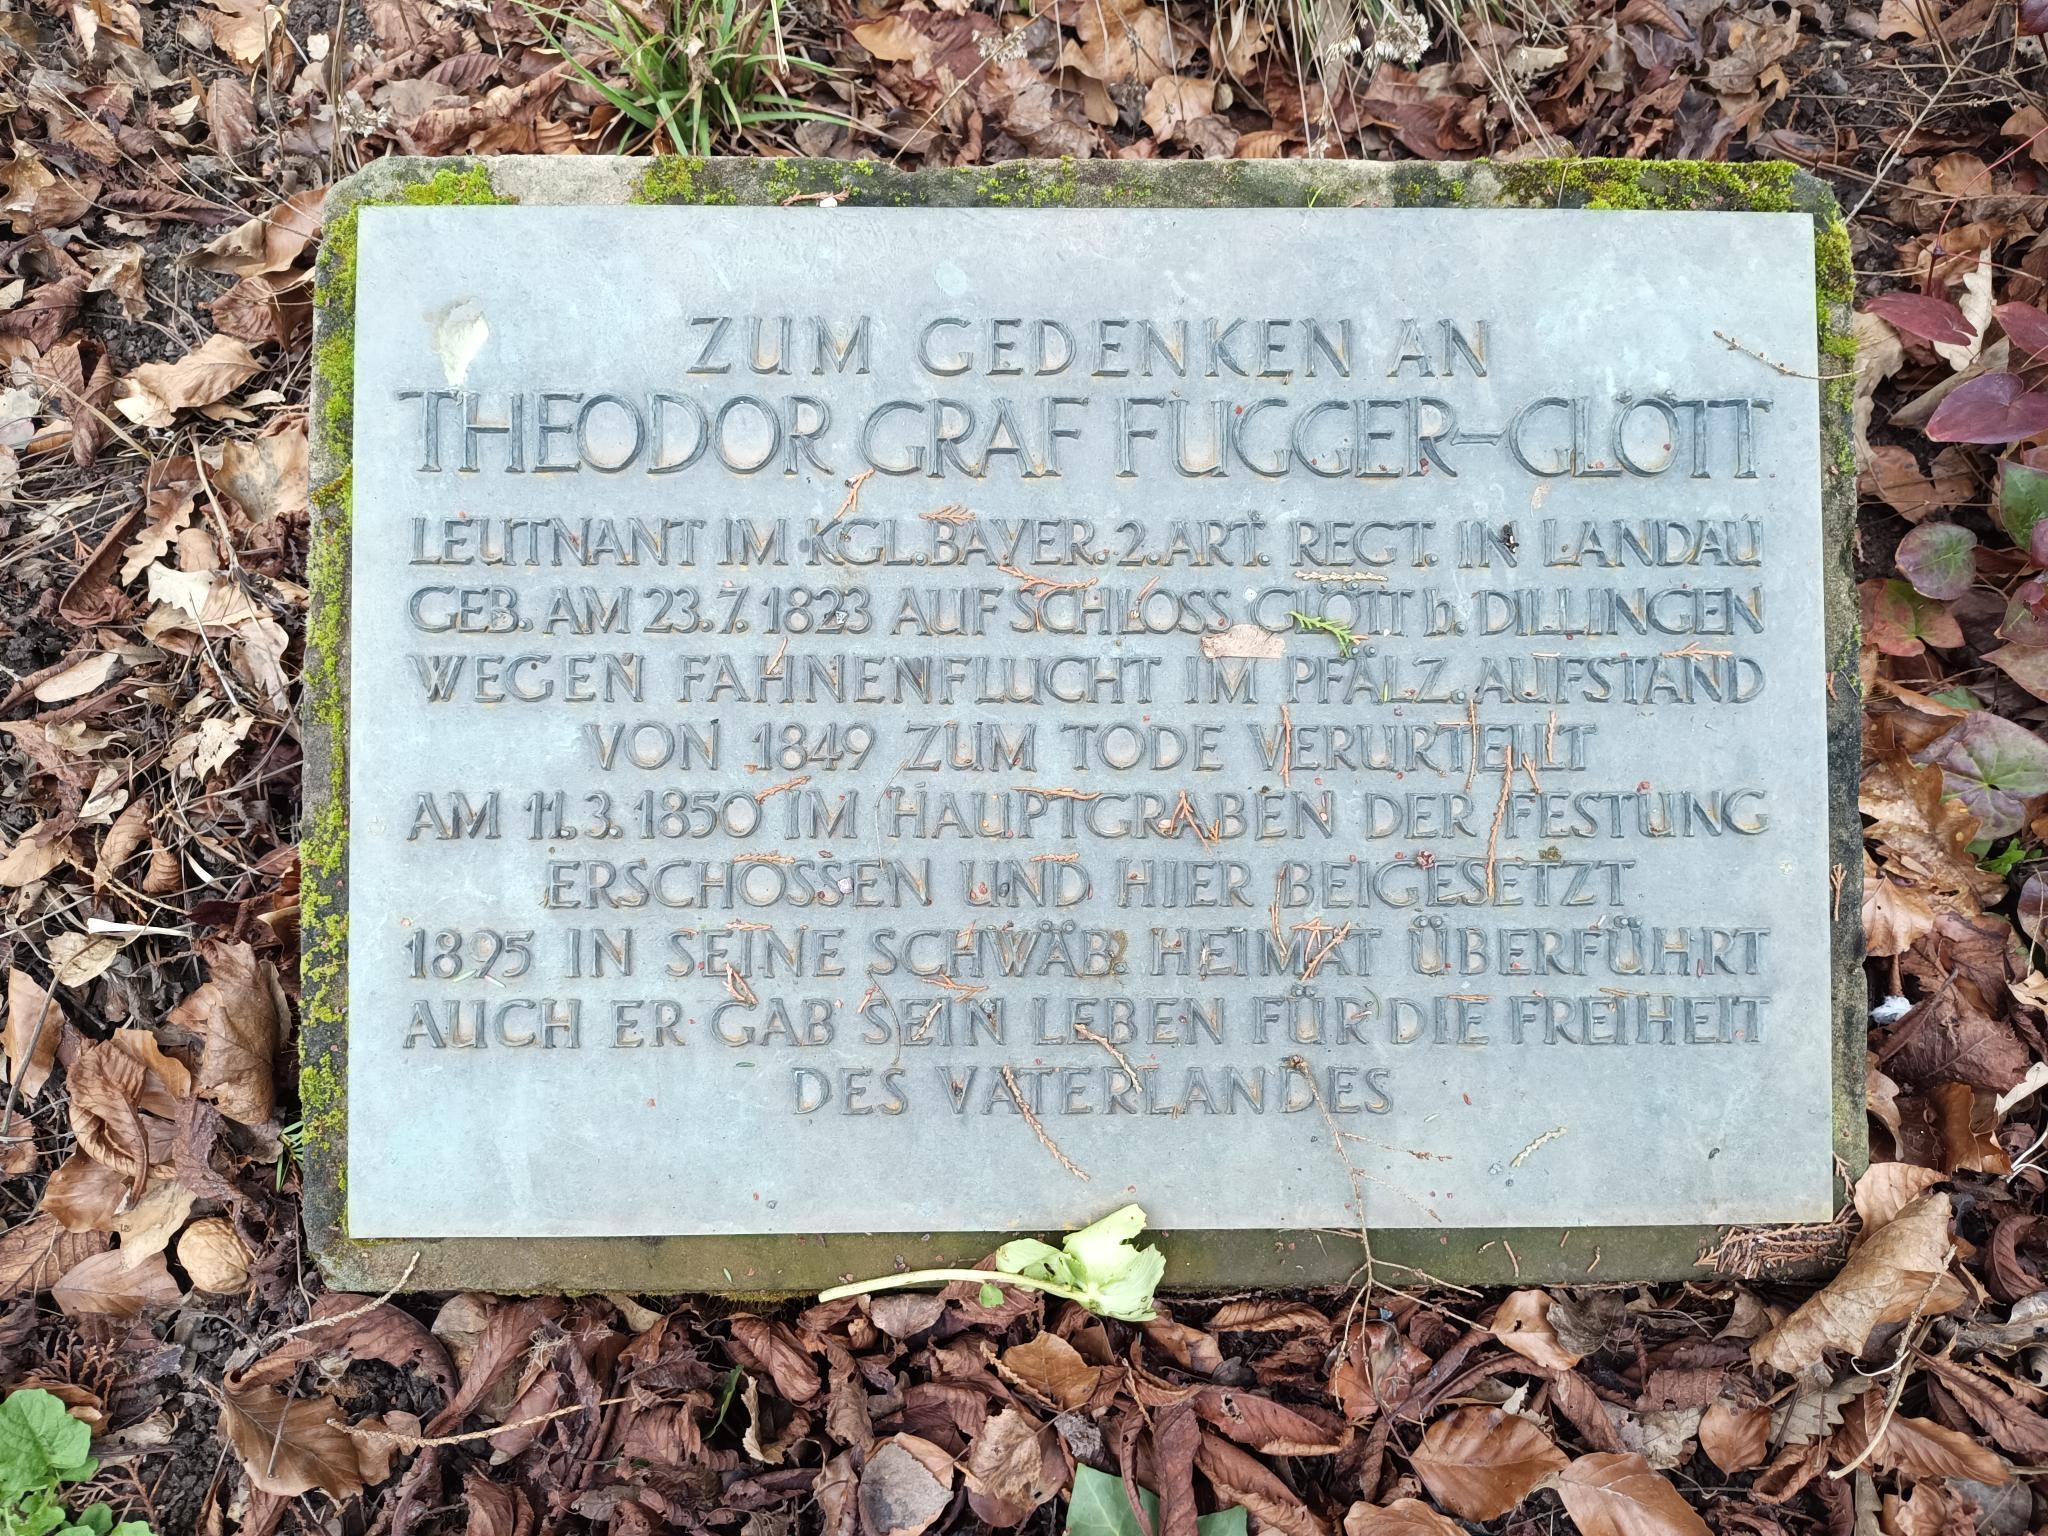 ZUM GEDENKEN AN
THEODOR GRAF FUGGER-GLÖTT
LEUTNANT IM KGL. BAYER. 2. ART. REGT. IN LANDAU
GEB. AM 23. 7. 1823 AUF SCHLOSS GLÖTT b. DILLINGEN
WEGEN FAHNENFLUCHT IM PFÄLZ. AUFSTAND
VON 1849 ZUM TODE VERURTEILT
AM 11. 3. 1850 IM HAUPTGRABEN DER FESTUNG
ERSCHOSSEN UND HIER BEIGESETZT
1895 IN SEINE SCHWÄB. HEIMAT ÜBERFÜHRT
AUCH ER GAB SEIN LEBEN FÜR DIE FREIHEIT
DES VATERLANDES